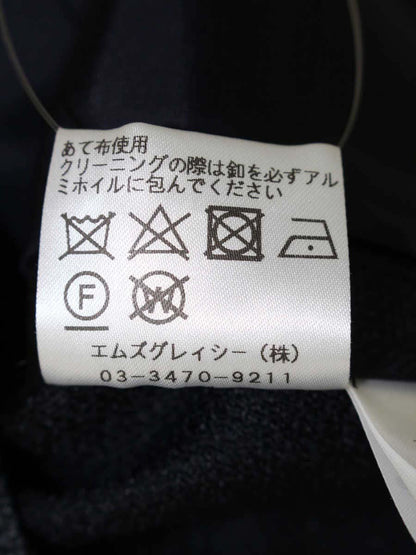 あて布使用
クリーニングの際は釦を必ずアル
ミホイルに包んでください
F
W
エムズグレイシー(株)
03-3470-9211